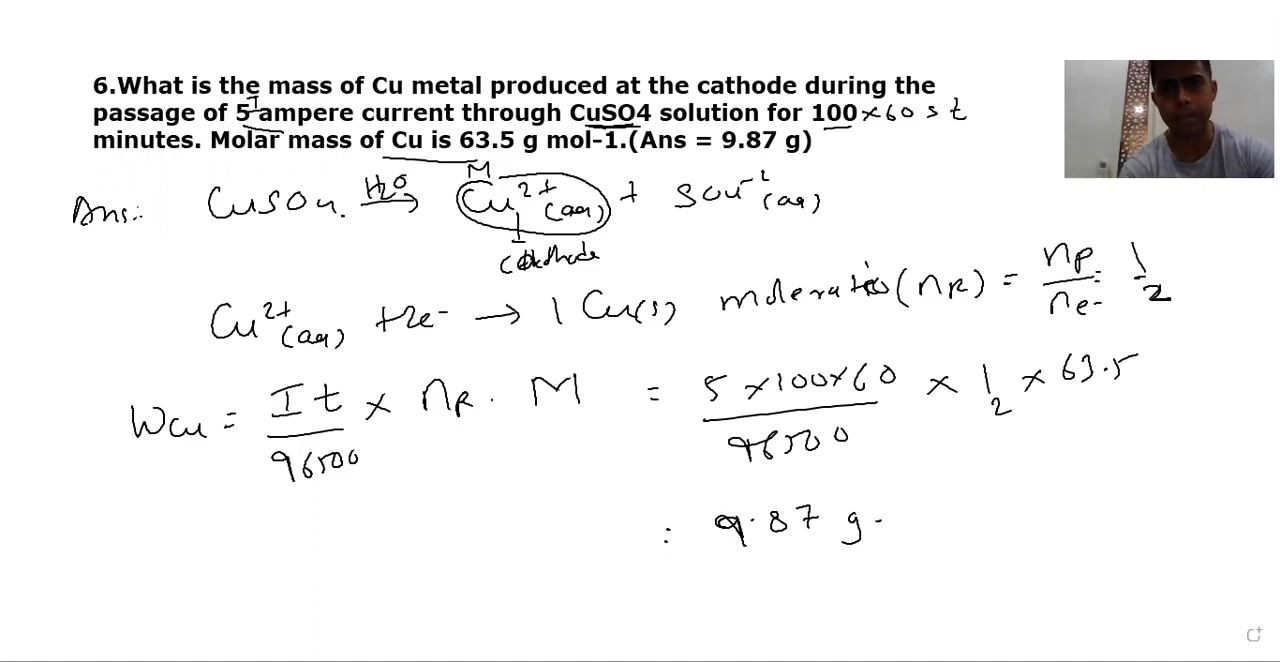 6.What is the mass of Cu metal produced at the cathode during the
passage of 5 I ampere current through CuSO4 solution for 100 × 60 s t
minutes. Molar mass of Cu is 63.5 g mol-1.(Ans = 9.87 g)
M
Ans:. CuSO4. H2O → Cu2+ (aq) + SO4-2 (aq)
Cathode
Cu2+ (aq) +2e- → 1 Cu(s) mole ratio (nR) = nP/ne- = 1/2
WCu = It/96500 × nR . M = 5 × 100 × 60/96500 × 1/2 × 63.5
: 9.87 g.